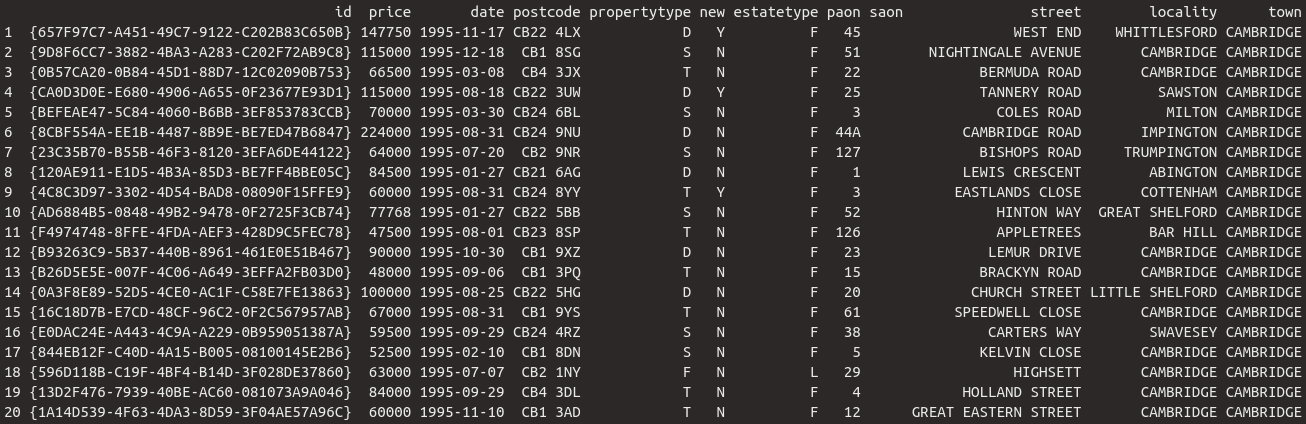 id price date postcode propertytype new estatetype paon saon street locality town
1 {657F97C7-A451-49C7-9122-C202B83C650B} 147750 1995-11-17 CB22 4LX D Y F 45 WEST END WHITTLESFORD CAMBRIDGE
2 {9D8F6CC7-3882-4BA3-A283-C202F72AB9C8} 115000 1995-12-18 CB1 8SG S N F 51 NIGHTINGALE AVENUE CAMBRIDGE CAMBRIDGE
3 {0B57CA20-0B84-45D1-88D7-12C02090B753} 66500 1995-03-08 CB4 3JX T N F 22 BERMUDA ROAD CAMBRIDGE CAMBRIDGE
4 {CA0D3D0E-E680-4906-A655-0F23677E93D1} 115000 1995-08-18 CB22 3UW D Y F 25 TANNERY ROAD SAWSTON CAMBRIDGE
5 {BEFEAE47-5C84-4060-B6BB-3EF853783CCB} 70000 1995-03-30 CB24 6BL S N F 3 COLES ROAD MILTON CAMBRIDGE
6 {8CBF554A-EE1B-4487-8B9E-BE7ED47B6847} 224000 1995-08-31 CB24 9NU D N F 44A CAMBRIDGE ROAD IMPINGTON CAMBRIDGE
7 {23C35B70-B55B-46F3-8120-3EFA6DE44122} 64000 1995-07-20 CB2 9NR S N F 127 BISHOPS ROAD TRUMPINGTON CAMBRIDGE
8 {120AE911-E1D5-4B3A-85D3-BE7FF4BBE05C} 84500 1995-01-27 CB21 6AG D N F 1 LEWIS CRESCENT ABINGTON CAMBRIDGE
9 {4C8C3D97-3302-4D54-BAD8-08090F15FFE9} 60000 1995-08-31 CB24 8YY T Y F 3 EASTLANDS CLOSE COTTENHAM CAMBRIDGE
10 {AD6884B5-0848-49B2-9478-0F2725F3CB74} 77768 1995-01-27 CB22 5BB S N F 52 HINTON WAY GREAT SHELFORD CAMBRIDGE
11 {F4974748-8FFE-4FDA-AEF3-428D9C5FEC78} 47500 1995-08-01 CB23 8SP T N F 126 APPLETREES BAR HILL CAMBRIDGE
12 {B93263C9-5B37-440B-8961-461E0E51B467} 90000 1995-10-30 CB1 9XZ D N F 23 LEMUR DRIVE CAMBRIDGE CAMBRIDGE
13 {B26D5E5E-007F-4C06-A649-3EFFA2FB03D0} 48000 1995-09-06 CB1 3PQ T N F 15 BRACKYN ROAD CAMBRIDGE CAMBRIDGE
14 {0A3F8E89-52D5-4CE0-AC1F-C58E7FE13863} 100000 1995-08-25 CB22 5HG D N F 20 CHURCH STREET LITTLE SHELFORD CAMBRIDGE
15 {16C18D7B-E7CD-48CF-96C2-0F2C567957AB} 67000 1995-08-31 CB1 9YS T N F 61 SPEEDWELL CLOSE CAMBRIDGE CAMBRIDGE
16 {E0DAC24E-A443-4C9A-A229-0B959051387A} 59500 1995-09-29 CB24 4RZ S N F 38 CARTERS WAY SWAVESEY CAMBRIDGE
17 {844EB12F-C40D-4A15-B005-08100145E2B6} 52500 1995-02-10 CB1 8DN S N F 5 KELVIN CLOSE CAMBRIDGE CAMBRIDGE
18 {596D118B-C19F-4BF4-B14D-3F028DE37860} 63000 1995-07-07 CB2 1NY F N L 29 HIGHSETT CAMBRIDGE CAMBRIDGE
19 {13D2F476-7939-40BE-AC60-081073A9A046} 84000 1995-09-29 CB4 3DL T N F 4 HOLLAND STREET CAMBRIDGE CAMBRIDGE
20 {1A14D539-4F63-4DA3-8D59-3F04AE57A96C} 60000 1995-11-10 CB1 3AD T N F 12 GREAT EASTERN STREET CAMBRIDGE CAMBRIDGE